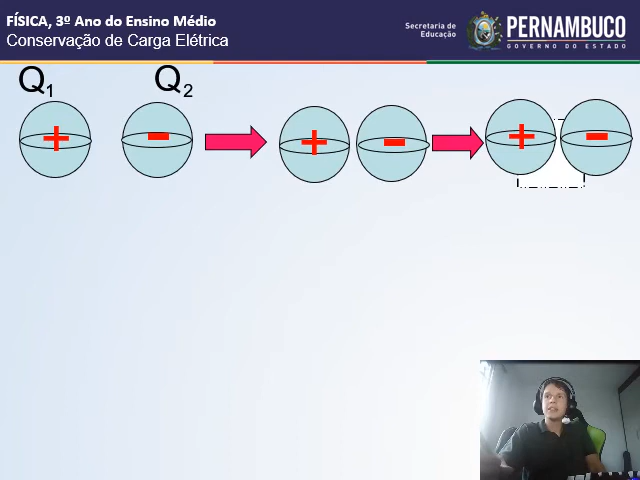 FÍSICA, 3º Ano do Ensino Médio
Conservação de Carga Elétrica
Secretaria de
Educação
PERNAMBUCO
GOVERNO DO ESTADO
Q1 Q2
+ - + - + -